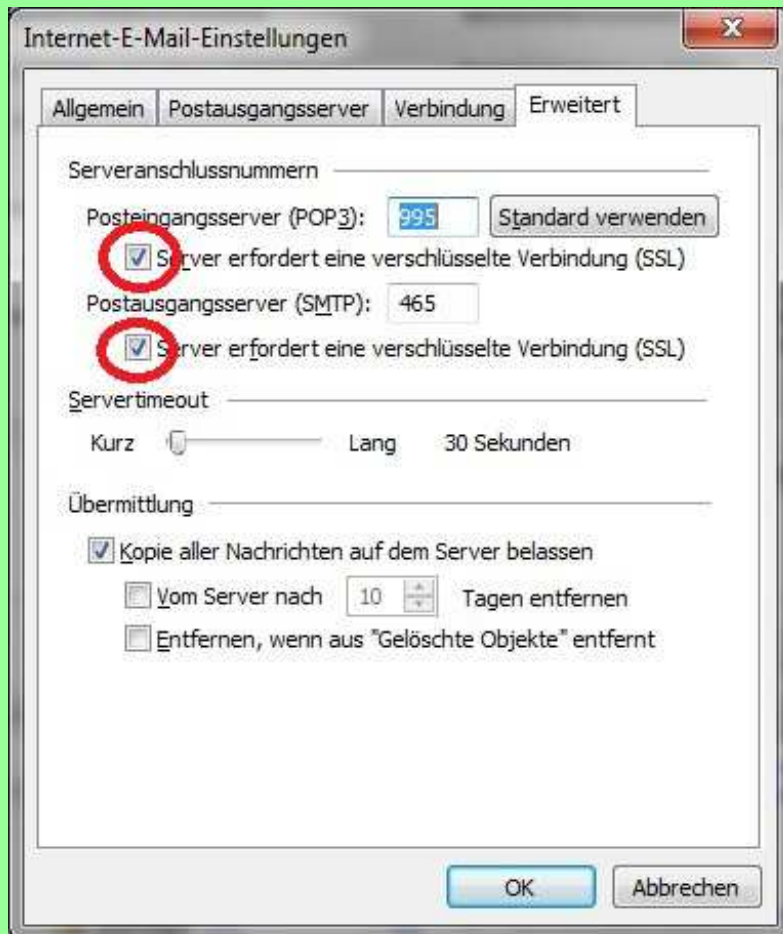 Internet-E-Mail-Einstellungen
Allgemein Postausgangsserver Verbindung Erweitert
Serveranschlussnummern
Posteingangsserver (POP3): 995 Standard verwenden
Server erfordert eine verschlüsselte Verbindung (SSL)
Postausgangsserver (SMTP): 465
Server erfordert eine verschlüsselte Verbindung (SSL)
Servertimeout
Kurz Lang 30 Sekunden
Übermittlung
Kopie aller Nachrichten auf dem Server belassen
Vom Server nach 10 Tagen entfernen
Entfernen, wenn aus "Gelöschte Objekte" entfernt
OK Abbrechen